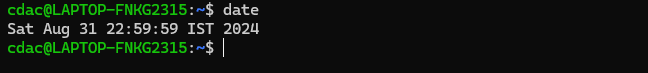 cdac@LAPTOP-FNKG2315:~$ date
Sat Aug 31 22:59:59 IST 2024
cdac@LAPTOP-FNKG2315:~$